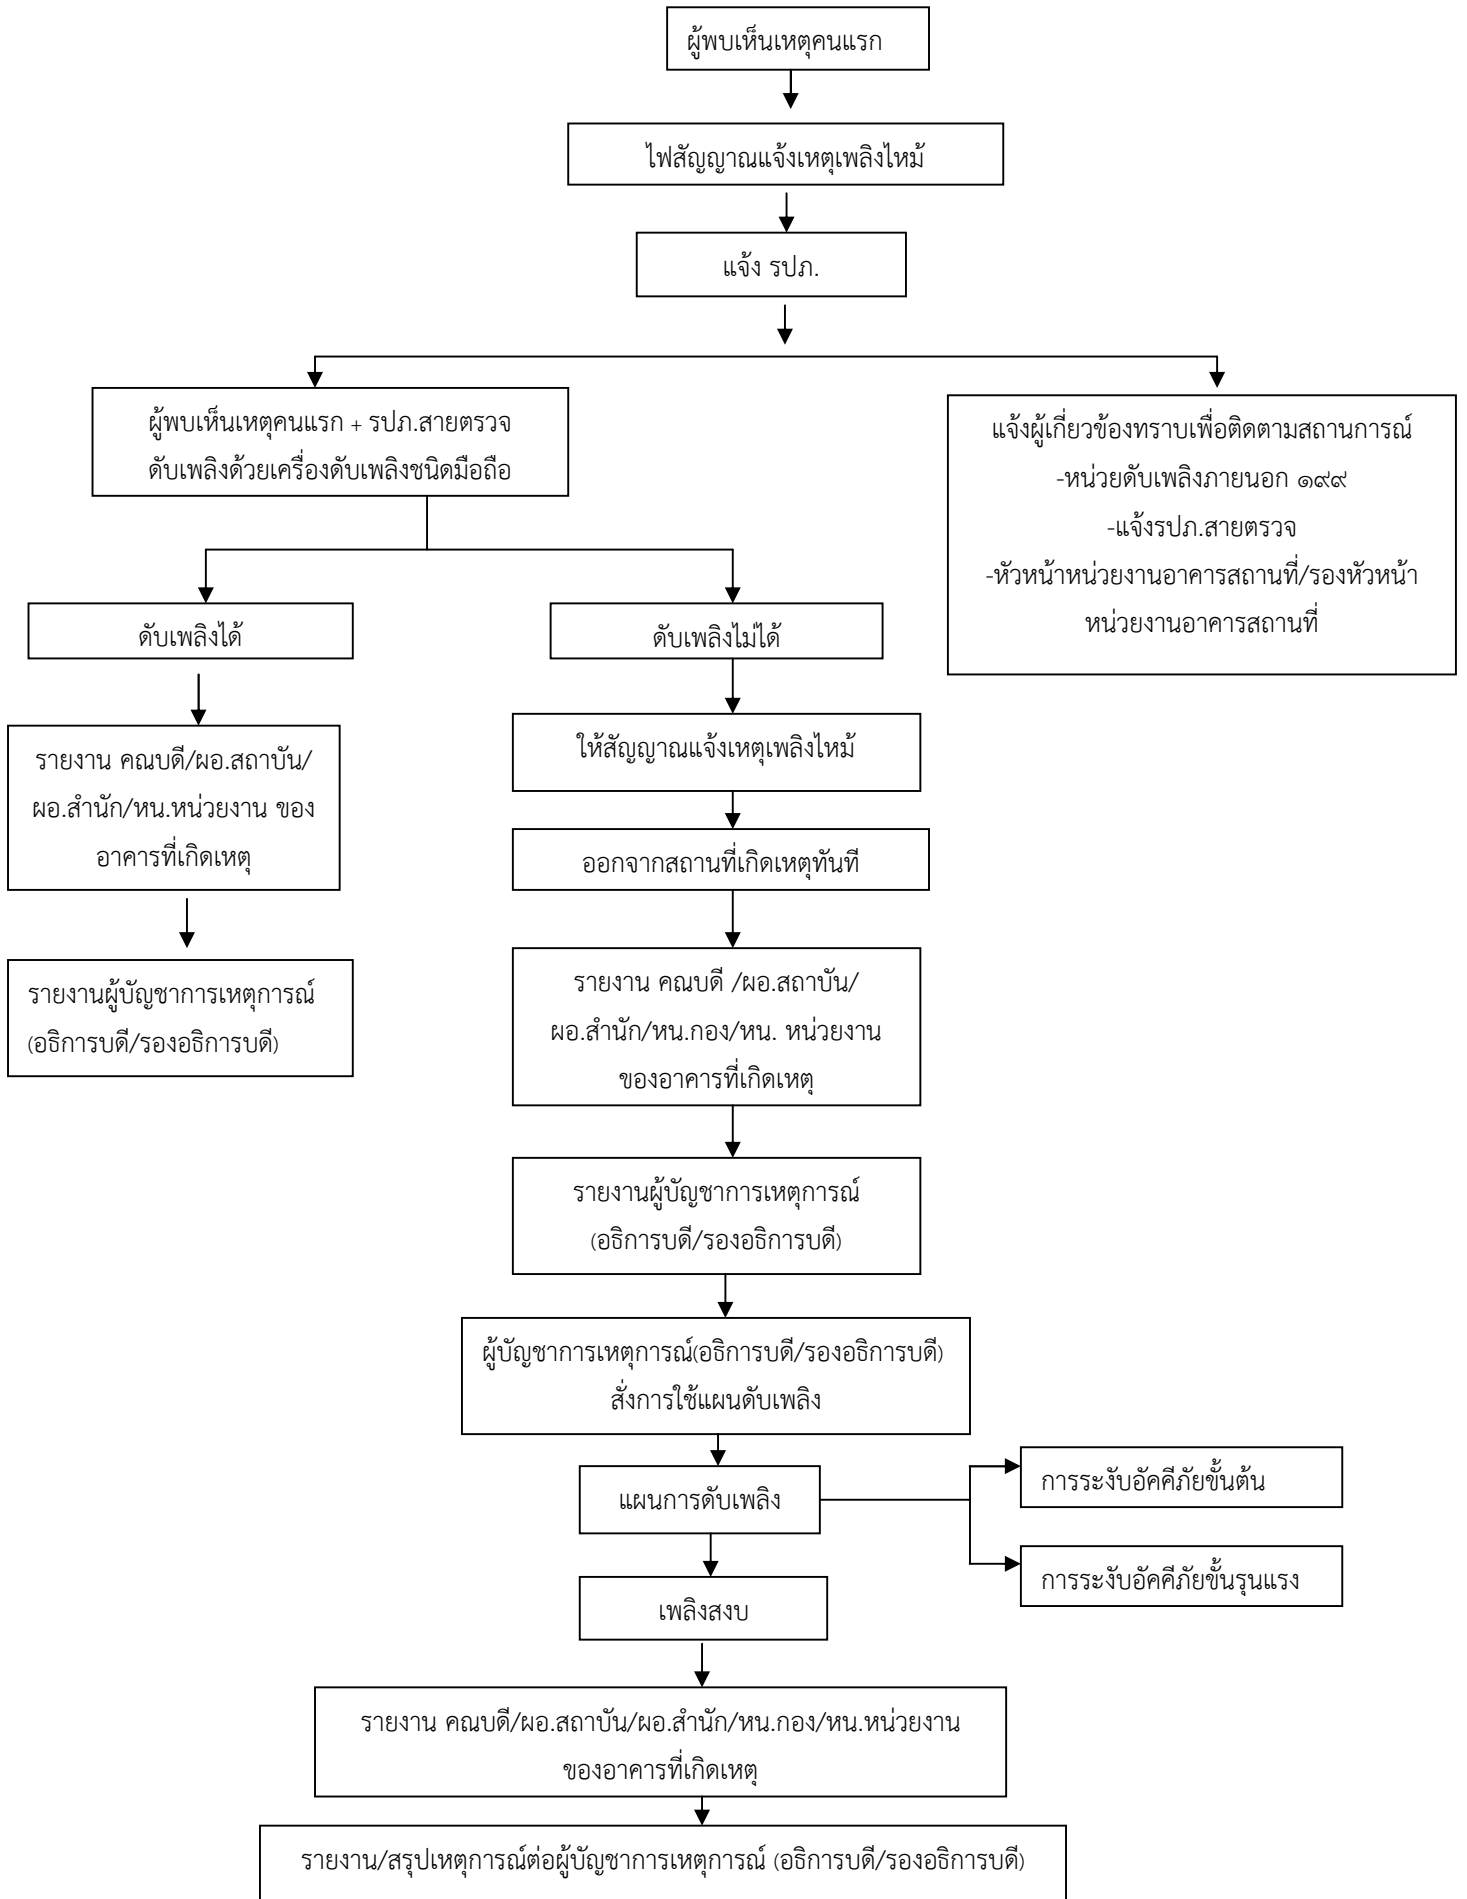 ผู้พบเห็นเหตุคนแรก
ไฟสัญญาณแจ้งเหตุเพลิงไหม้
แจ้ง รปภ.
ผู้พบเห็นเหตุคนแรก + รปภ.สายตรวจ
ดับเพลิงด้วยเครื่องดับเพลิงชนิดมือถือ
แจ้งผู้เกี่ยวข้องทราบเพื่อติดตามสถานการณ์
-หน่วยดับเพลิงภายนอก ๑๙๙
-แจ้งรปภ.สายตรวจ
-หัวหน้าหน่วยงานอาคารสถานที่/รองหัวหน้า
หน่วยงานอาคารสถานที่
ดับเพลิงได้
รายงาน คณบดี/ผอ.สถาบัน/
ผอ.สำนัก/หน.หน่วยงาน ของ
อาคารที่เกิดเหตุ
รายงานผู้บัญชาการเหตุการณ์
(อธิการบดี/รองอธิการบดี)
ดับเพลิงไม่ได้
ให้สัญญาณแจ้งเหตุเพลิงไหม้
ออกจากสถานที่เกิดเหตุทันที
รายงาน คณบดี /ผอ.สถาบัน/
ผอ.สำนัก/หน.กอง/หน. หน่วยงาน
ของอาคารที่เกิดเหตุ
รายงานผู้บัญชาการเหตุการณ์
(อธิการบดี/รองอธิการบดี)
ผู้บัญชาการเหตุการณ์(อธิการบดี/รองอธิการบดี)
สั่งการใช้แผนดับเพลิง
แผนการดับเพลิง
การระงับอัคคีภัยขั้นต้น
การระงับอัคคีภัยขั้นรุนแรง
เพลิงสงบ
รายงาน คณบดี/ผอ.สถาบัน/ผอ.สำนัก/หน.กอง/หน.หน่วยงาน
ของอาคารที่เกิดเหตุ
รายงาน/สรุปเหตุการณ์ต่อผู้บัญชาการเหตุการณ์ (อธิการบดี/รองอธิการบดี)